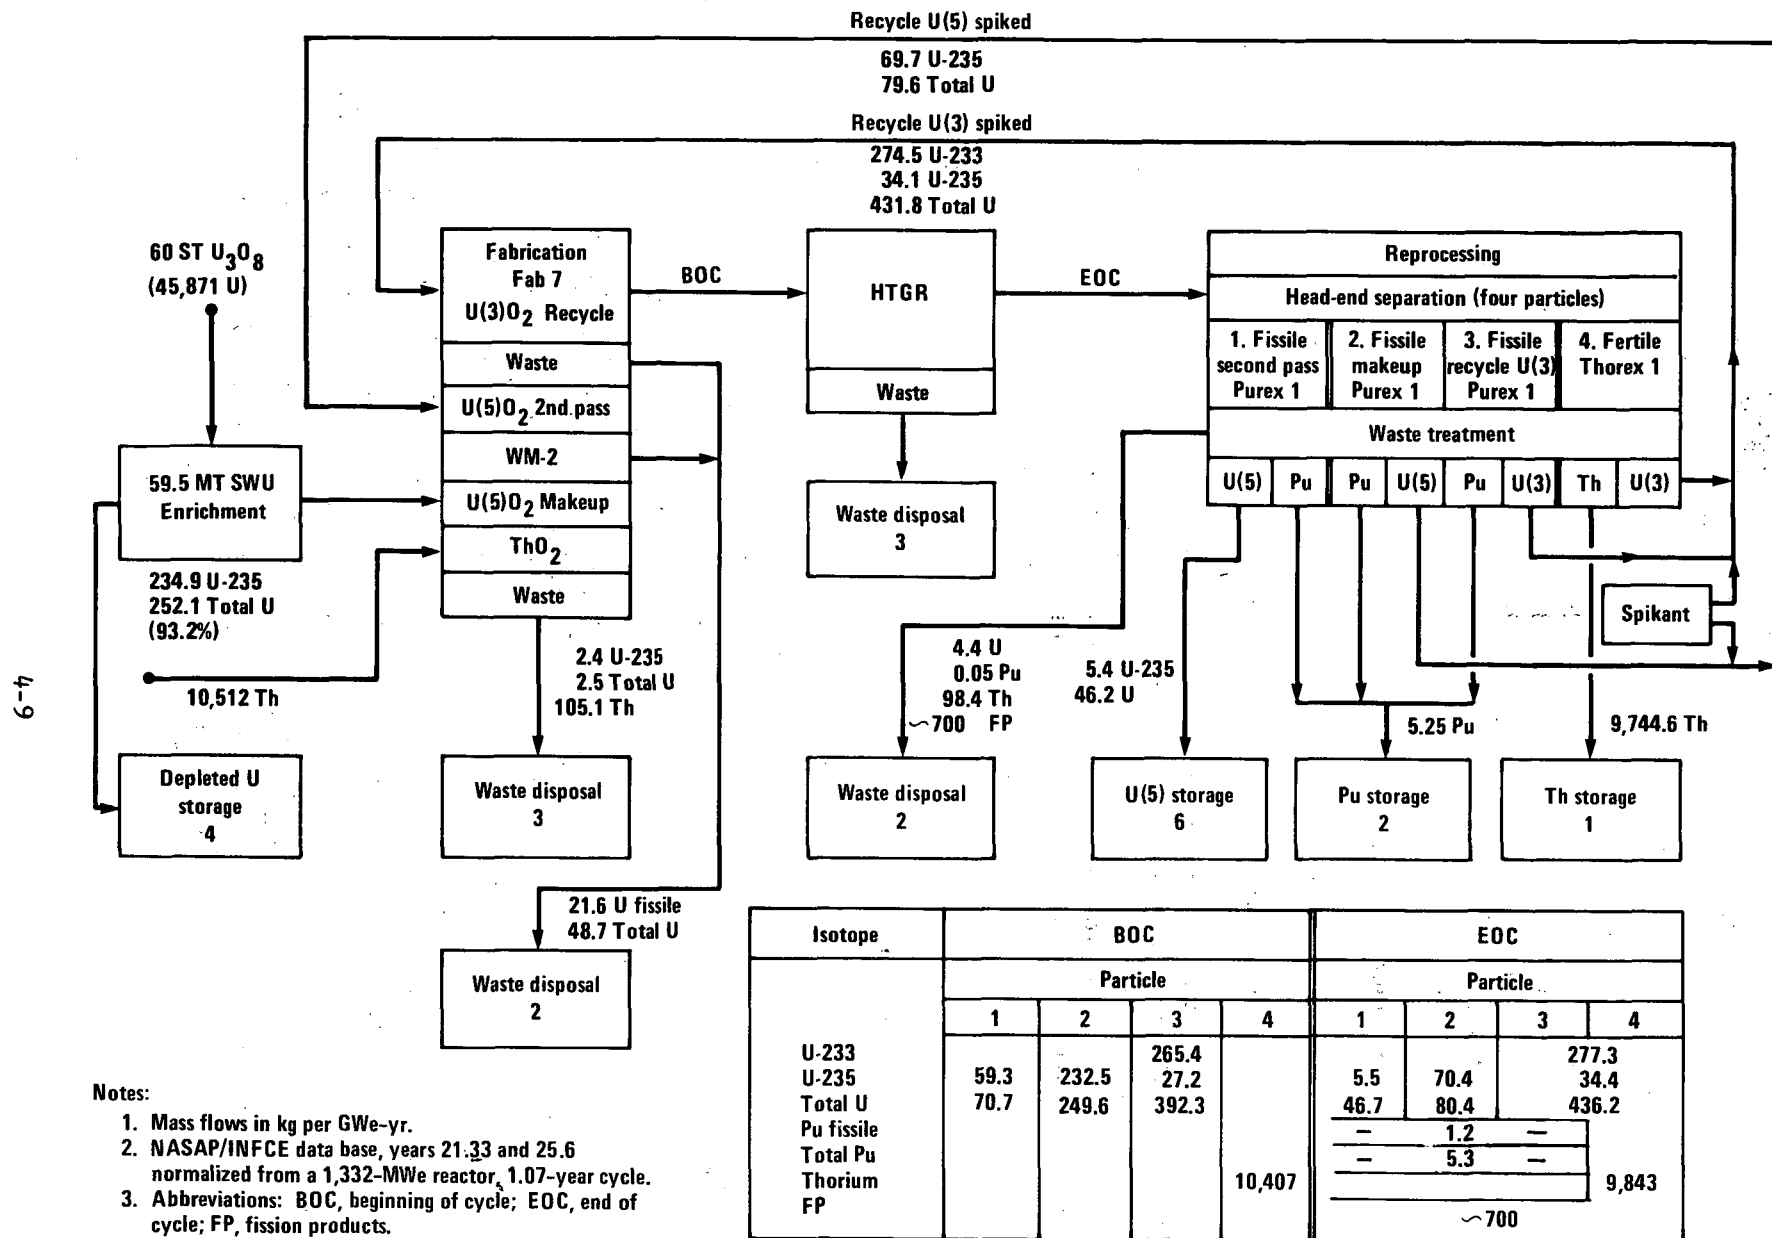 Recycle U(5) spiked
69.7 U-235
79.6 Total U
Recycle U(3) spiked
274.5 U-233
34.1 U-235
431.8 Total U
60 ST U3O8
(45,871 U)
Fabrication
Fab 7
U(3)O2 Recycle
Waste
U(5)O2 2nd pass
WM-2
U(5)O2 Makeup
ThO2
Waste
BOC
HTGR
Waste
EOC
Reprocessing
Head-end separation (four particles)
1. Fissile
second pass
Purex 1
2. Fissile
makeup
Purex 1
3. Fissile
recycle U(3)
Purex 1
4. Fertile
Thorex 1
Waste treatment
U(5) Pu Pu U(5) Pu U(3) Th U(3)
59.5 MT SWU
Enrichment
234.9 U-235
252.1 Total U
(93.2%)
10,512 Th
Waste disposal
3
Spikant
2.4 U-235
2.5 Total U
105.1 Th
4.4 U
0.05 Pu
98.4 Th
~700 FP
5.4 U-235
46.2 U
5.25 Pu
9,744.6 Th
4-9
Depleted U
storage
4
Waste disposal
3
Waste disposal
2
U(5) storage
6
Pu storage
2
Th storage
1
21.6 U fissile
48.7 Total U
Waste disposal
2
Isotope BOC EOC
Particle Particle
1 2 3 4 1 2 3 4
U-233 265.4 277.3
U-235 59.3 232.5 27.2 5.5 70.4 34.4
Total U 70.7 249.6 392.3 46.7 80.4 436.2
Pu fissile — 1.2 —
Total Pu — 5.3 —
Thorium 10,407 9,843
FP ~700
Notes:
1. Mass flows in kg per GWe-yr.
2. NASAP/INFCE data base, years 21.33 and 25.6
normalized from a 1,332-MWe reactor, 1.07-year cycle.
3. Abbreviations: BOC, beginning of cycle; EOC, end of
cycle; FP, fission products.